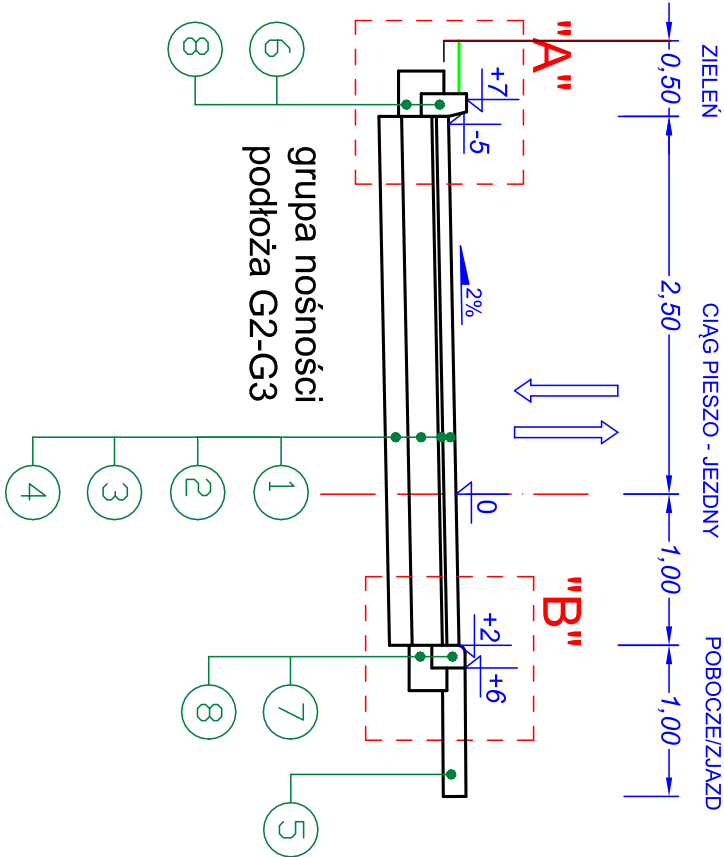 ZIELEŃ
CIĄG PIESZO - JEZDNY
POBOCZE/ZJAZD
0,50
2,50
1,00
1,00
"A"
"B"
+7
-5
2%
0
+2
+6
grupa nośności
podłoża G2-G3
8
6
1
2
3
4
7
8
5